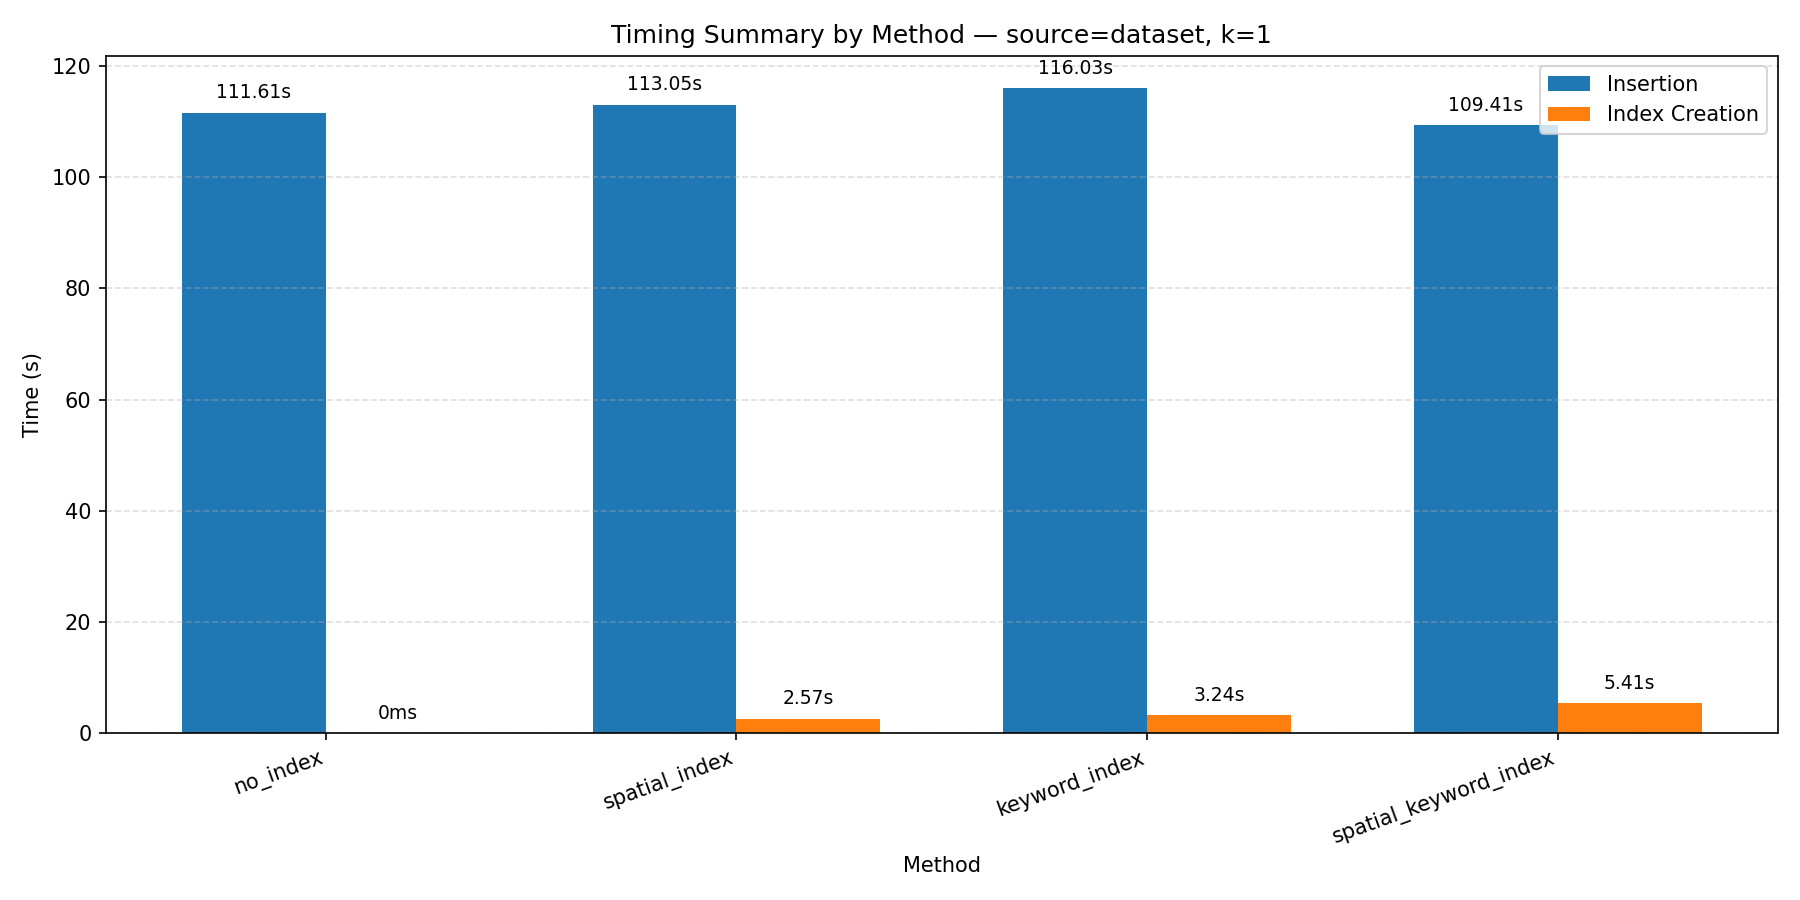 Timing Summary by Method — source=dataset, k=1
Time (s)
120
100
80
60
40
20
0
111.61s
0ms
113.05s
2.57s
116.03s
3.24s
109.41s
5.41s
Insertion
Index Creation
no_index
spatial_index
keyword_index
spatial_keyword_index
Method